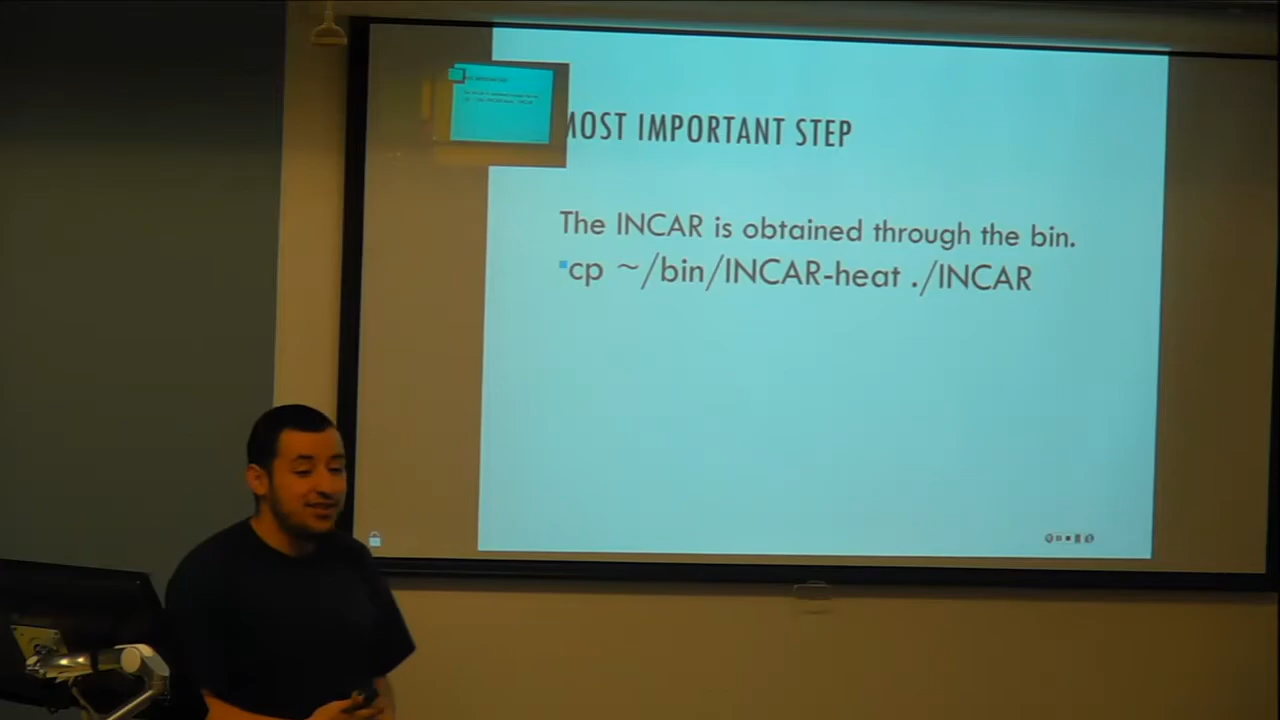 MOST IMPORTANT STEP
The INCAR is obtained through the bin.
cp ~/bin/INCAR-heat ./INCAR